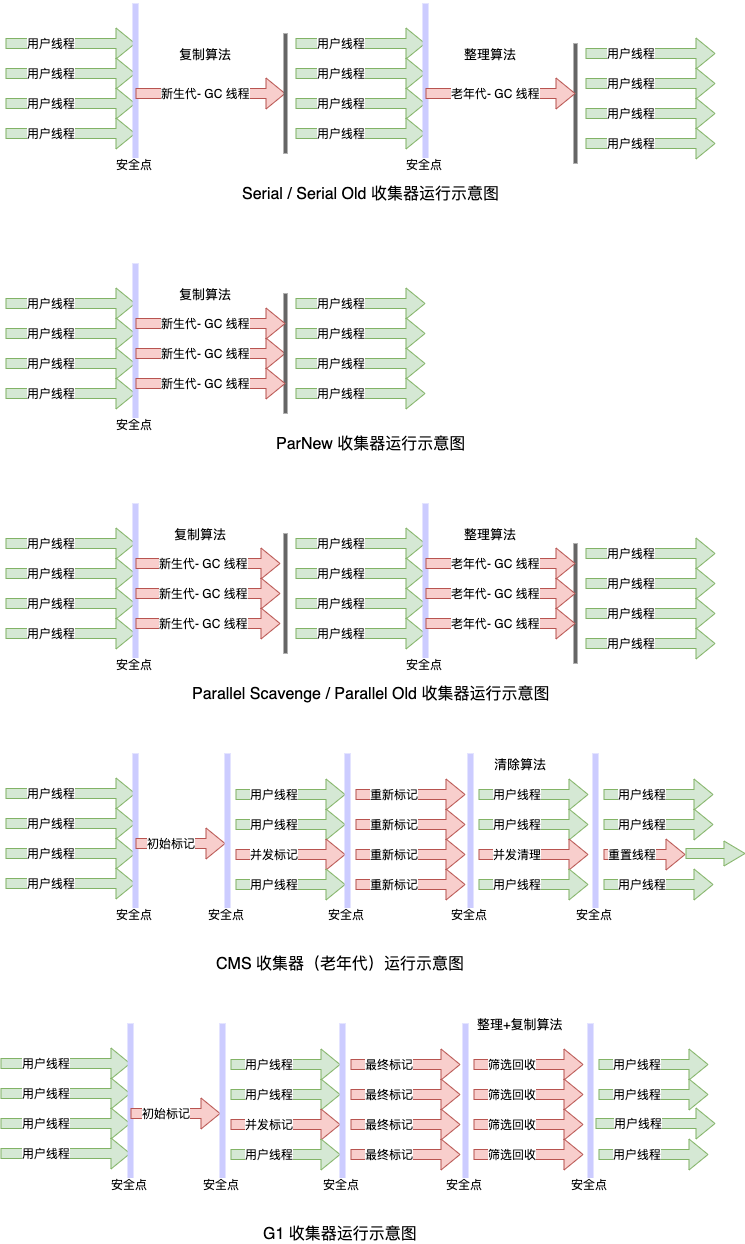 复制算法 整理算法
用户线程 用户线程
用户线程
用户线程 用户线程
用户线程
新生代- GC 线程 老年代- GC 线程
用户线程 用户线程
用户线程
用户线程 用户线程
用户线程
安全点 安全点
Serial / Serial Old 收集器运行示意图
复制算法
用户线程 用户线程
新生代- GC 线程
用户线程 用户线程
新生代- GC 线程
用户线程 用户线程
新生代- GC 线程
用户线程 用户线程
安全点
ParNew 收集器运行示意图
复制算法 整理算法
用户线程 用户线程
用户线程
新生代- GC 线程 老年代- GC 线程
用户线程 用户线程
用户线程
新生代- GC 线程 老年代- GC 线程
用户线程 用户线程
用户线程
新生代- GC 线程 老年代- GC 线程
用户线程 用户线程
用户线程
安全点 安全点
Parallel Scavenge / Parallel Old 收集器运行示意图
清除算法
用户线程 用户线程 重新标记 用户线程 用户线程
用户线程 用户线程 重新标记 用户线程 用户线程
初始标记
用户线程 并发标记 重新标记 并发清理 重置线程
用户线程 用户线程 重新标记 用户线程 用户线程
安全点 安全点 安全点 安全点 安全点
CMS 收集器（老年代）运行示意图
整理+复制算法
用户线程 用户线程 最终标记 筛选回收 用户线程
用户线程 用户线程 最终标记 筛选回收 用户线程
初始标记
用户线程 并发标记 最终标记 筛选回收 用户线程
用户线程 用户线程 最终标记 筛选回收 用户线程
安全点 安全点 安全点 安全点 安全点
G1 收集器运行示意图